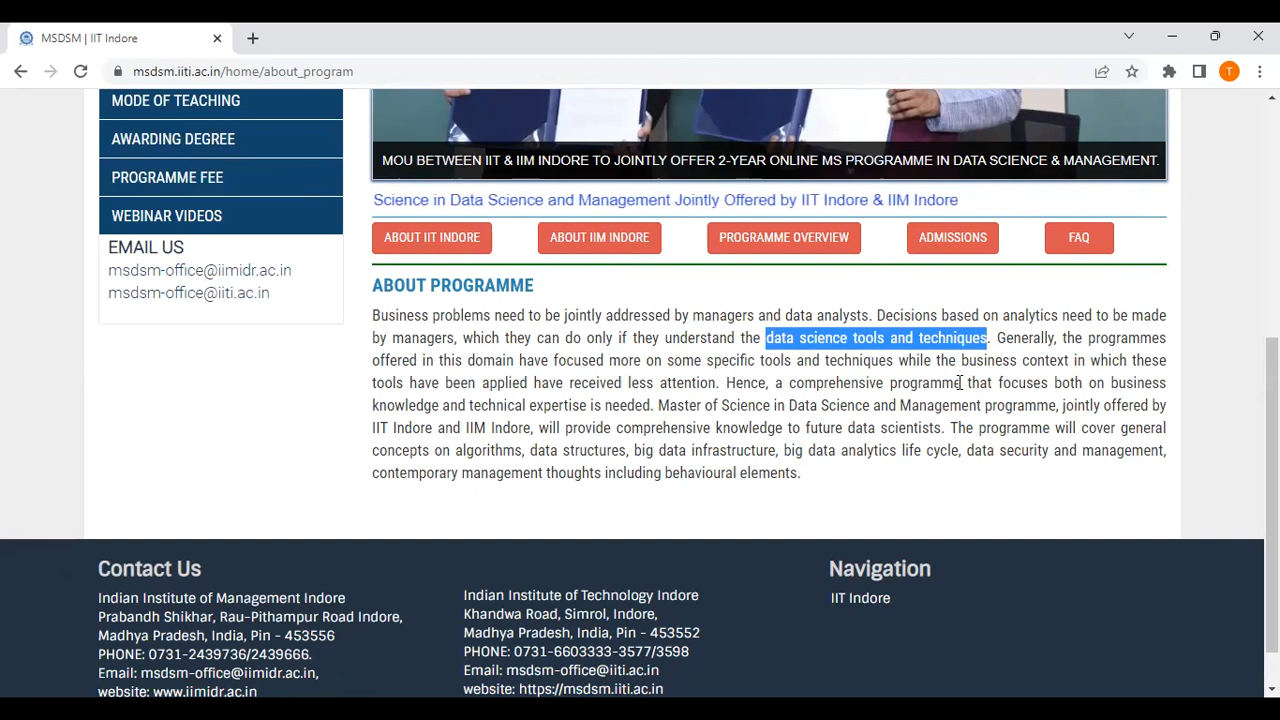 MSDSM | IIT Indore
msdsm.iiti.ac.in/home/about_program
T
MODE OF TEACHING
AWARDING DEGREE
PROGRAMME FEE
WEBINAR VIDEOS
EMAIL US
msdsm-office@iimidr.ac.in
msdsm-office@iiti.ac.in
MOU BETWEEN IIT & IIM INDORE TO JOINTLY OFFER 2-YEAR ONLINE MS PROGRAMME IN DATA SCIENCE & MANAGEMENT.
Science in Data Science and Management Jointly Offered by IIT Indore & IIM Indore
ABOUT IIT INDORE
ABOUT IIM INDORE
PROGRAMME OVERVIEW
ADMISSIONS
FAQ
ABOUT PROGRAMME
Business problems need to be jointly addressed by managers and data analysts. Decisions based on analytics need to be made
by managers, which they can do only if they understand the data science tools and techniques. Generally, the programmes
offered in this domain have focused more on some specific tools and techniques while the business context in which these
tools have been applied have received less attention. Hence, a comprehensive programme that focuses both on business
knowledge and technical expertise is needed. Master of Science in Data Science and Management programme, jointly offered by
IIT Indore and IIM Indore, will provide comprehensive knowledge to future data scientists. The programme will cover general
concepts on algorithms, data structures, big data infrastructure, big data analytics life cycle, data security and management,
contemporary management thoughts including behavioural elements.
Contact Us
Indian Institute of Management Indore
Prabandh Shikhar, Rau-Pithampur Road Indore,
Madhya Pradesh, India, Pin - 453556
PHONE: 0731-2439736/2439666.
Email: msdsm-office@iimidr.ac.in,
website: www.iimidr.ac.in
Indian Institute of Technology Indore
Khandwa Road, Simrol, Indore,
Madhya Pradesh, India, Pin - 453552
PHONE: 0731-6603333-3577/3598
Email: msdsm-office@iiti.ac.in
website: https://msdsm.iiti.ac.in
Navigation
IIT Indore